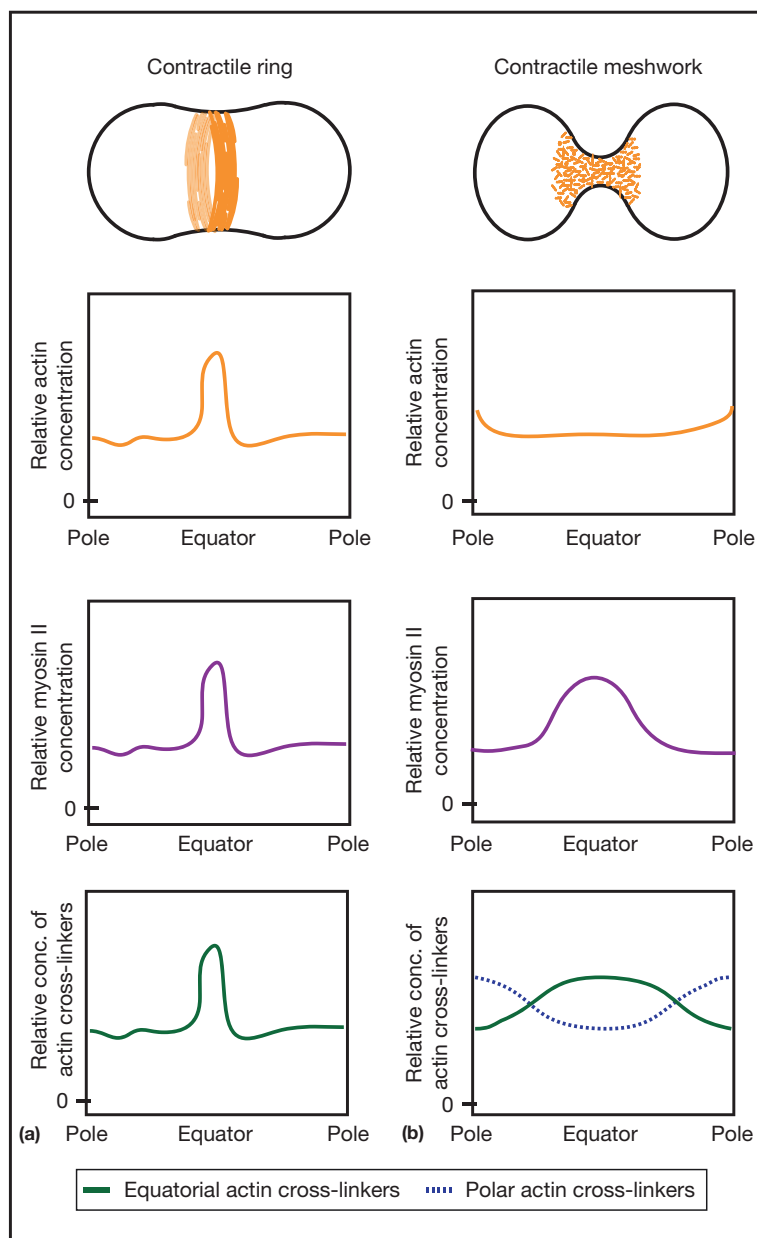 Contractile ring
Contractile meshwork
Relative actin
concentration
0
Pole Equator Pole
Relative actin
concentration
0
Pole Equator Pole
Relative myosin II
concentration
0
Pole Equator Pole
Relative myosin II
concentration
0
Pole Equator Pole
Relative conc. of
actin cross-linkers
0
(a) Pole Equator Pole
Relative conc. of
actin cross-linkers
0
(b) Pole Equator Pole
Equatorial actin cross-linkers Polar actin cross-linkers